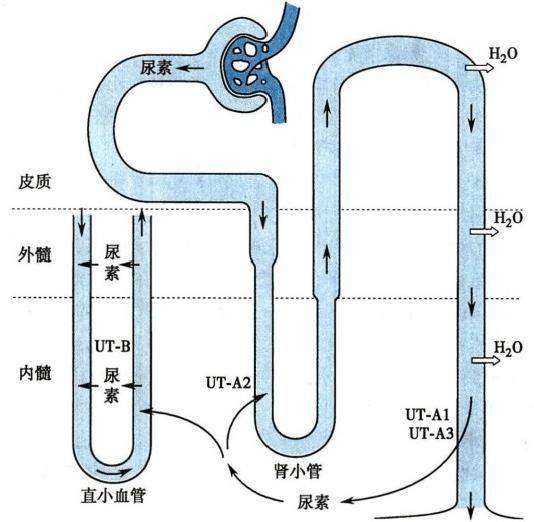 尿素
H₂O
皮质
H₂O
外髓
尿
素
H₂O
UT-B
内髓
尿
素
UT-A2
UT-A1
UT-A3
肾小管
直小血管
尿素